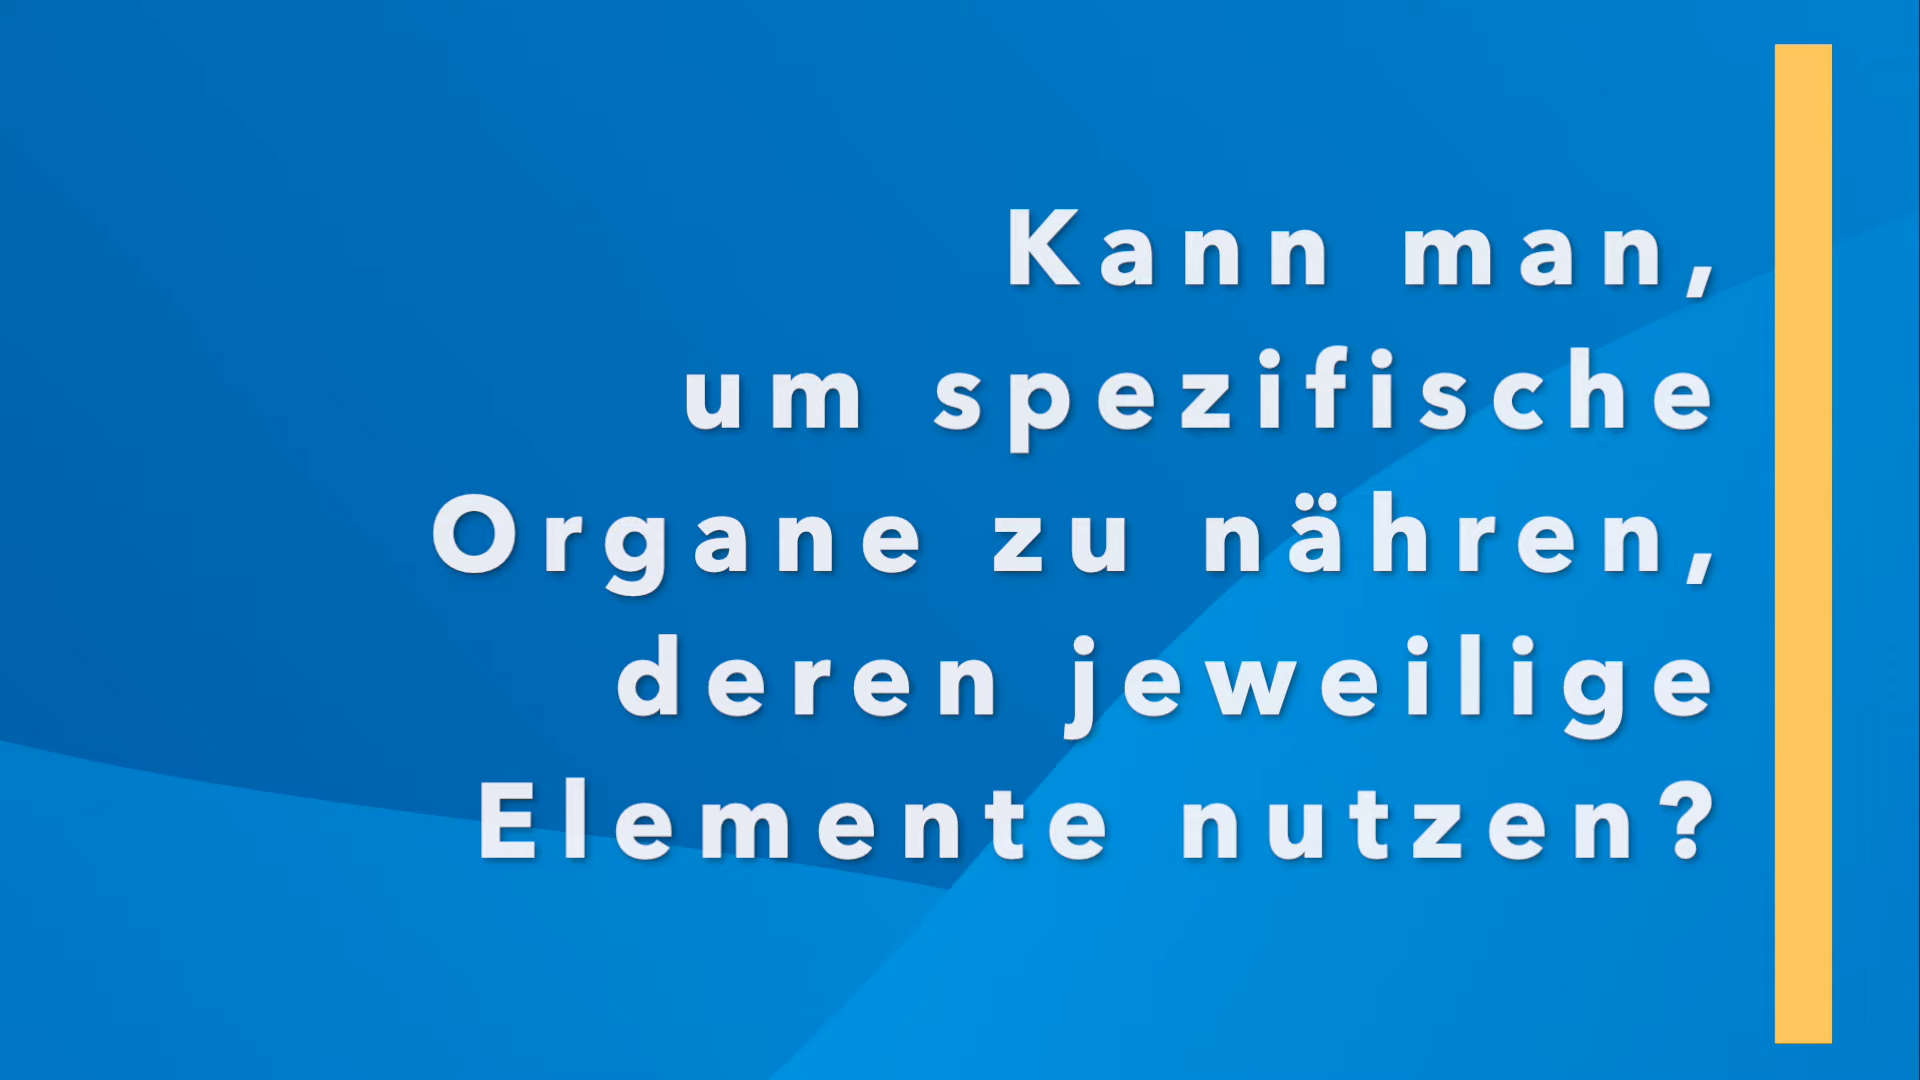 Kann man,
um spezifische
Organe zu nähren,
deren jeweilige
Elemente nutzen?